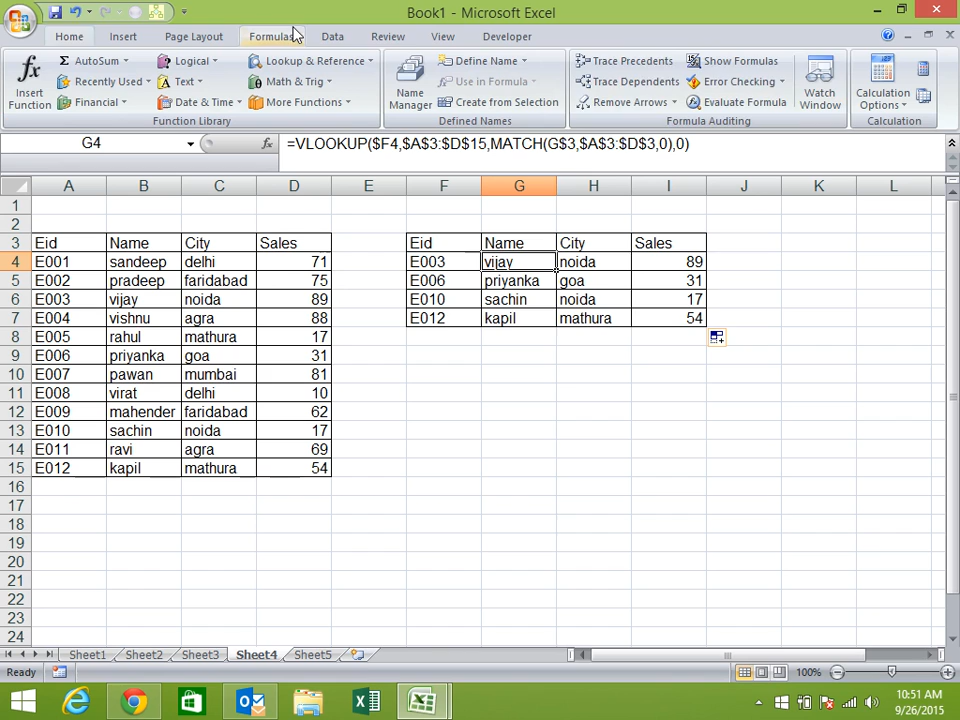 Book1 - Microsoft Excel
Home Insert Page Layout Formulas Data Review View Developer
fx Insert Function
Σ AutoSum
Recently Used
Financial
Logical
Text
Date & Time
Lookup & Reference
Math & Trig
More Functions
Function Library
Name Manager
Define Name
Use in Formula
Create from Selection
Defined Names
Trace Precedents
Trace Dependents
Remove Arrows
Show Formulas
Error Checking
Evaluate Formula
Formula Auditing
Watch Window
Calculation Options
Calculation
G4 fx =VLOOKUP($F4,$A$3:$D$15,MATCH(G$3,$A$3:$D$3,0),0)
A B C D E F G H I J K L
1
2
3 Eid Name City Sales Eid Name City Sales
4 E001 sandeep delhi 71 E003 vijay noida 89
5 E002 pradeep faridabad 75 E006 priyanka goa 31
6 E003 vijay noida 89 E010 sachin noida 17
7 E004 vishnu agra 88 E012 kapil mathura 54
8 E005 rahul mathura 17
9 E006 priyanka goa 31
10 E007 pawan mumbai 81
11 E008 virat delhi 10
12 E009 mahender faridabad 62
13 E010 sachin noida 17
14 E011 ravi agra 69
15 E012 kapil mathura 54
16
17
18
19
20
21
22
23
24
Sheet1 Sheet2 Sheet3 Sheet4 Sheet5
Ready 100%
10:51 AM
9/26/2015